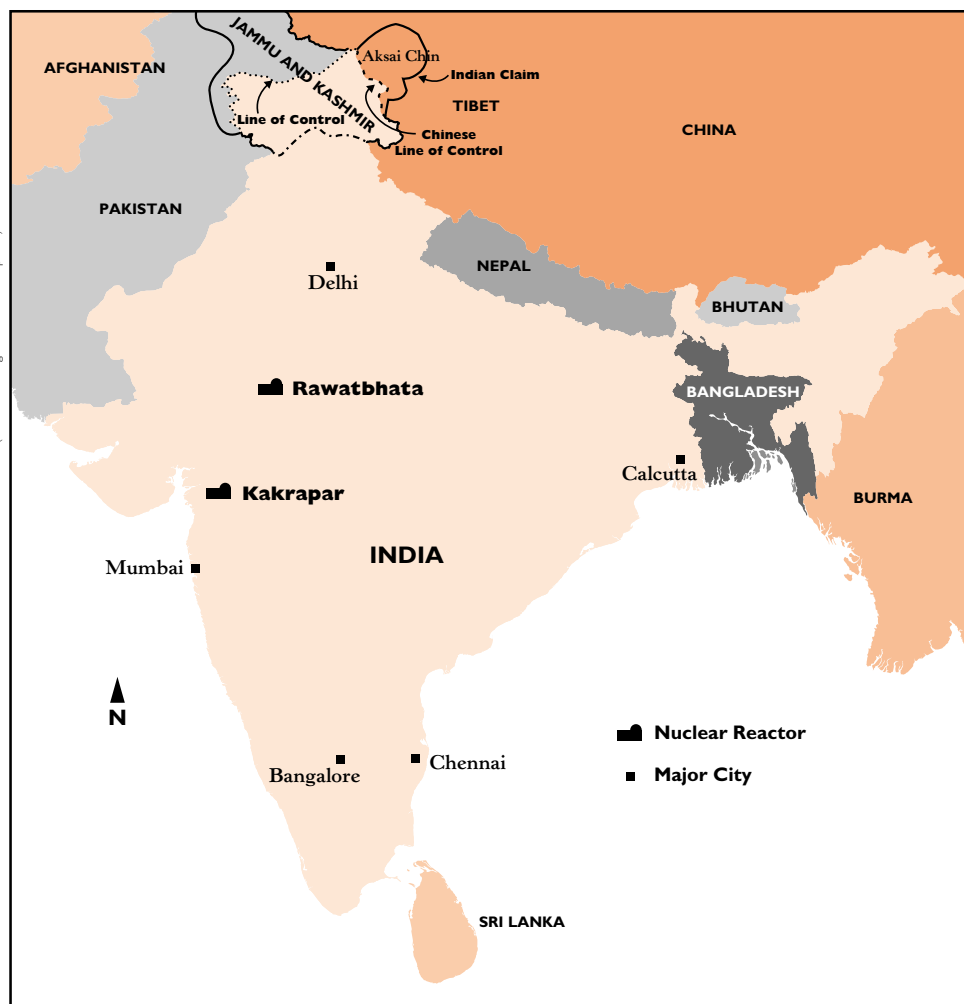 AFGHANISTAN
JAMMU AND KASHMIR
Aksai Chin
Indian Claim
TIBET
Line of Control
Chinese
Line of Control
CHINA
PAKISTAN
NEPAL
Delhi
BHUTAN
Rawatbhata
BANGLADESH
Calcutta
Kakrapar
BURMA
INDIA
Mumbai
N
Nuclear Reactor
Bangalore
Chennai
Major City
SRI LANKA